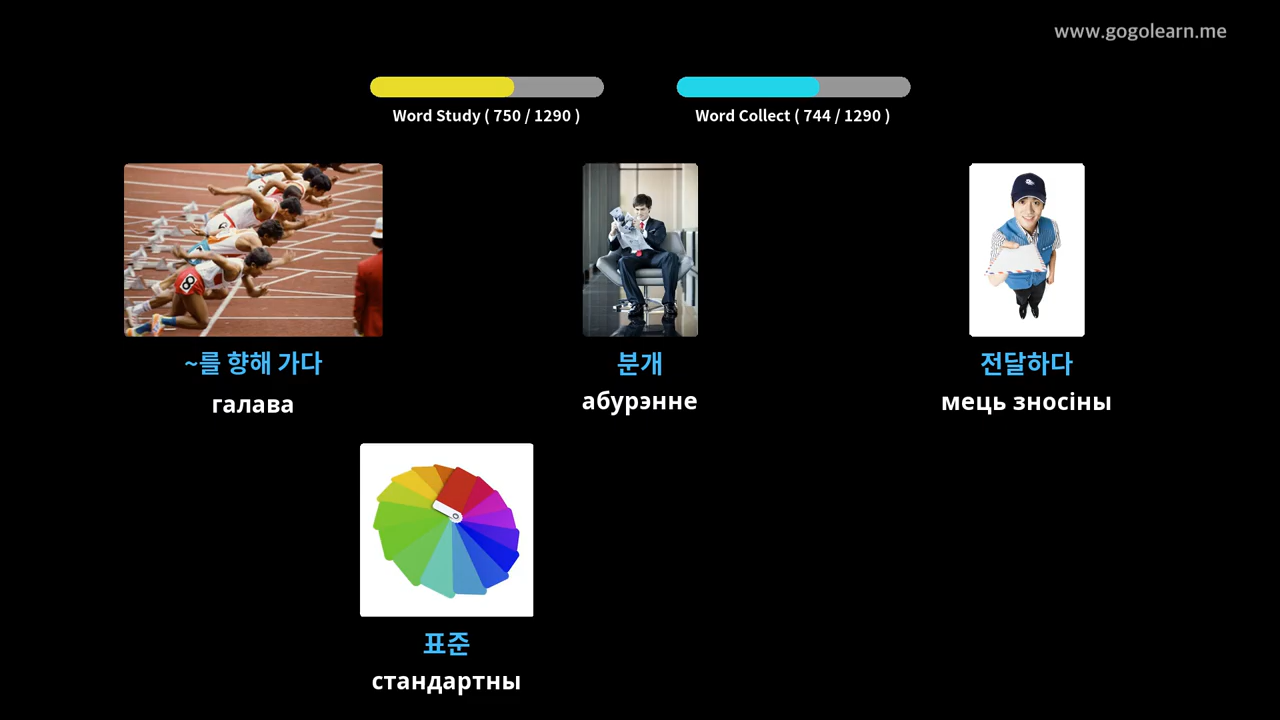 www.gogolearn.me
Word Study ( 750 / 1290 )
Word Collect ( 744 / 1290 )
~를 향해 가다
галава
분개
абурэнне
전달하다
мець зносіны
표준
стандартны